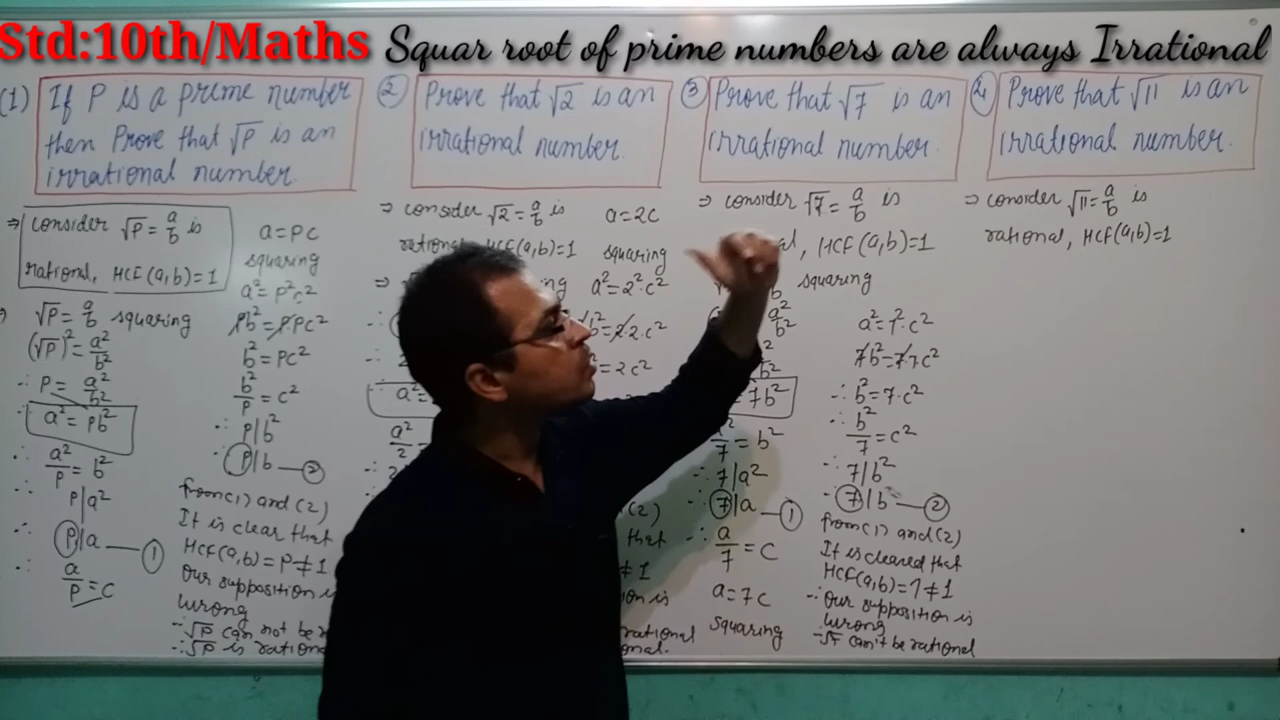 Std:10th/Maths Squar root of prime numbers are always Irrational
(1) If P is a prime number
then Prove that √P is an
irrational number.
⇒ consider √P = a/b is
rational, HCF(a,b)=1
√P = a/b squaring
(√P)² = a²/b²
∴ P = a²/b²
∴ a² = Pb²
∴ a²/P = b²
∴ P|a²
∴ P|a — ①
∴ a/P = c
a = Pc
squaring
a² = P²c²
Pb² = P.Pc²
b² = Pc²
b²/P = c²
∴ P|b²
∴ P|b — ②
from (1) and (2)
It is clear that
HCF(a,b) = P ≠ 1
our supposition is
wrong
∴ √P can not be
∴ √P is
② Prove that √2 is an
irrational number.
⇒ consider √2 = a/b is
rational, HCF(a,b)=1
a²
a²/2
a = 2c
squaring
a² = 2²c²
b² = 2.2.c²
= 2c²
(2)
that
≠ 1
is
rational
③ Prove that √7 is an
irrational number.
⇒ consider √7 = a/b is
, HCF(a,b)=1
b squaring
a²/b²
7b²
a²/7 = b²
∴ 7|a²
∴ 7|a — ①
∴ a/7 = c
a = 7c
squaring
a² = 7².c²
7b² = 7.7c²
∴ b² = 7.c²
∴ b²/7 = c²
∴ 7|b²
∴ 7|b — ②
from (1) and (2)
It is cleared that
HCF(a,b) = 7 ≠ 1
∴ our supposition is
wrong
∴ √7 can't be rational
④ Prove that √11 is an
irrational number.
⇒ consider √11 = a/b is
rational, HCF(a,b)=1